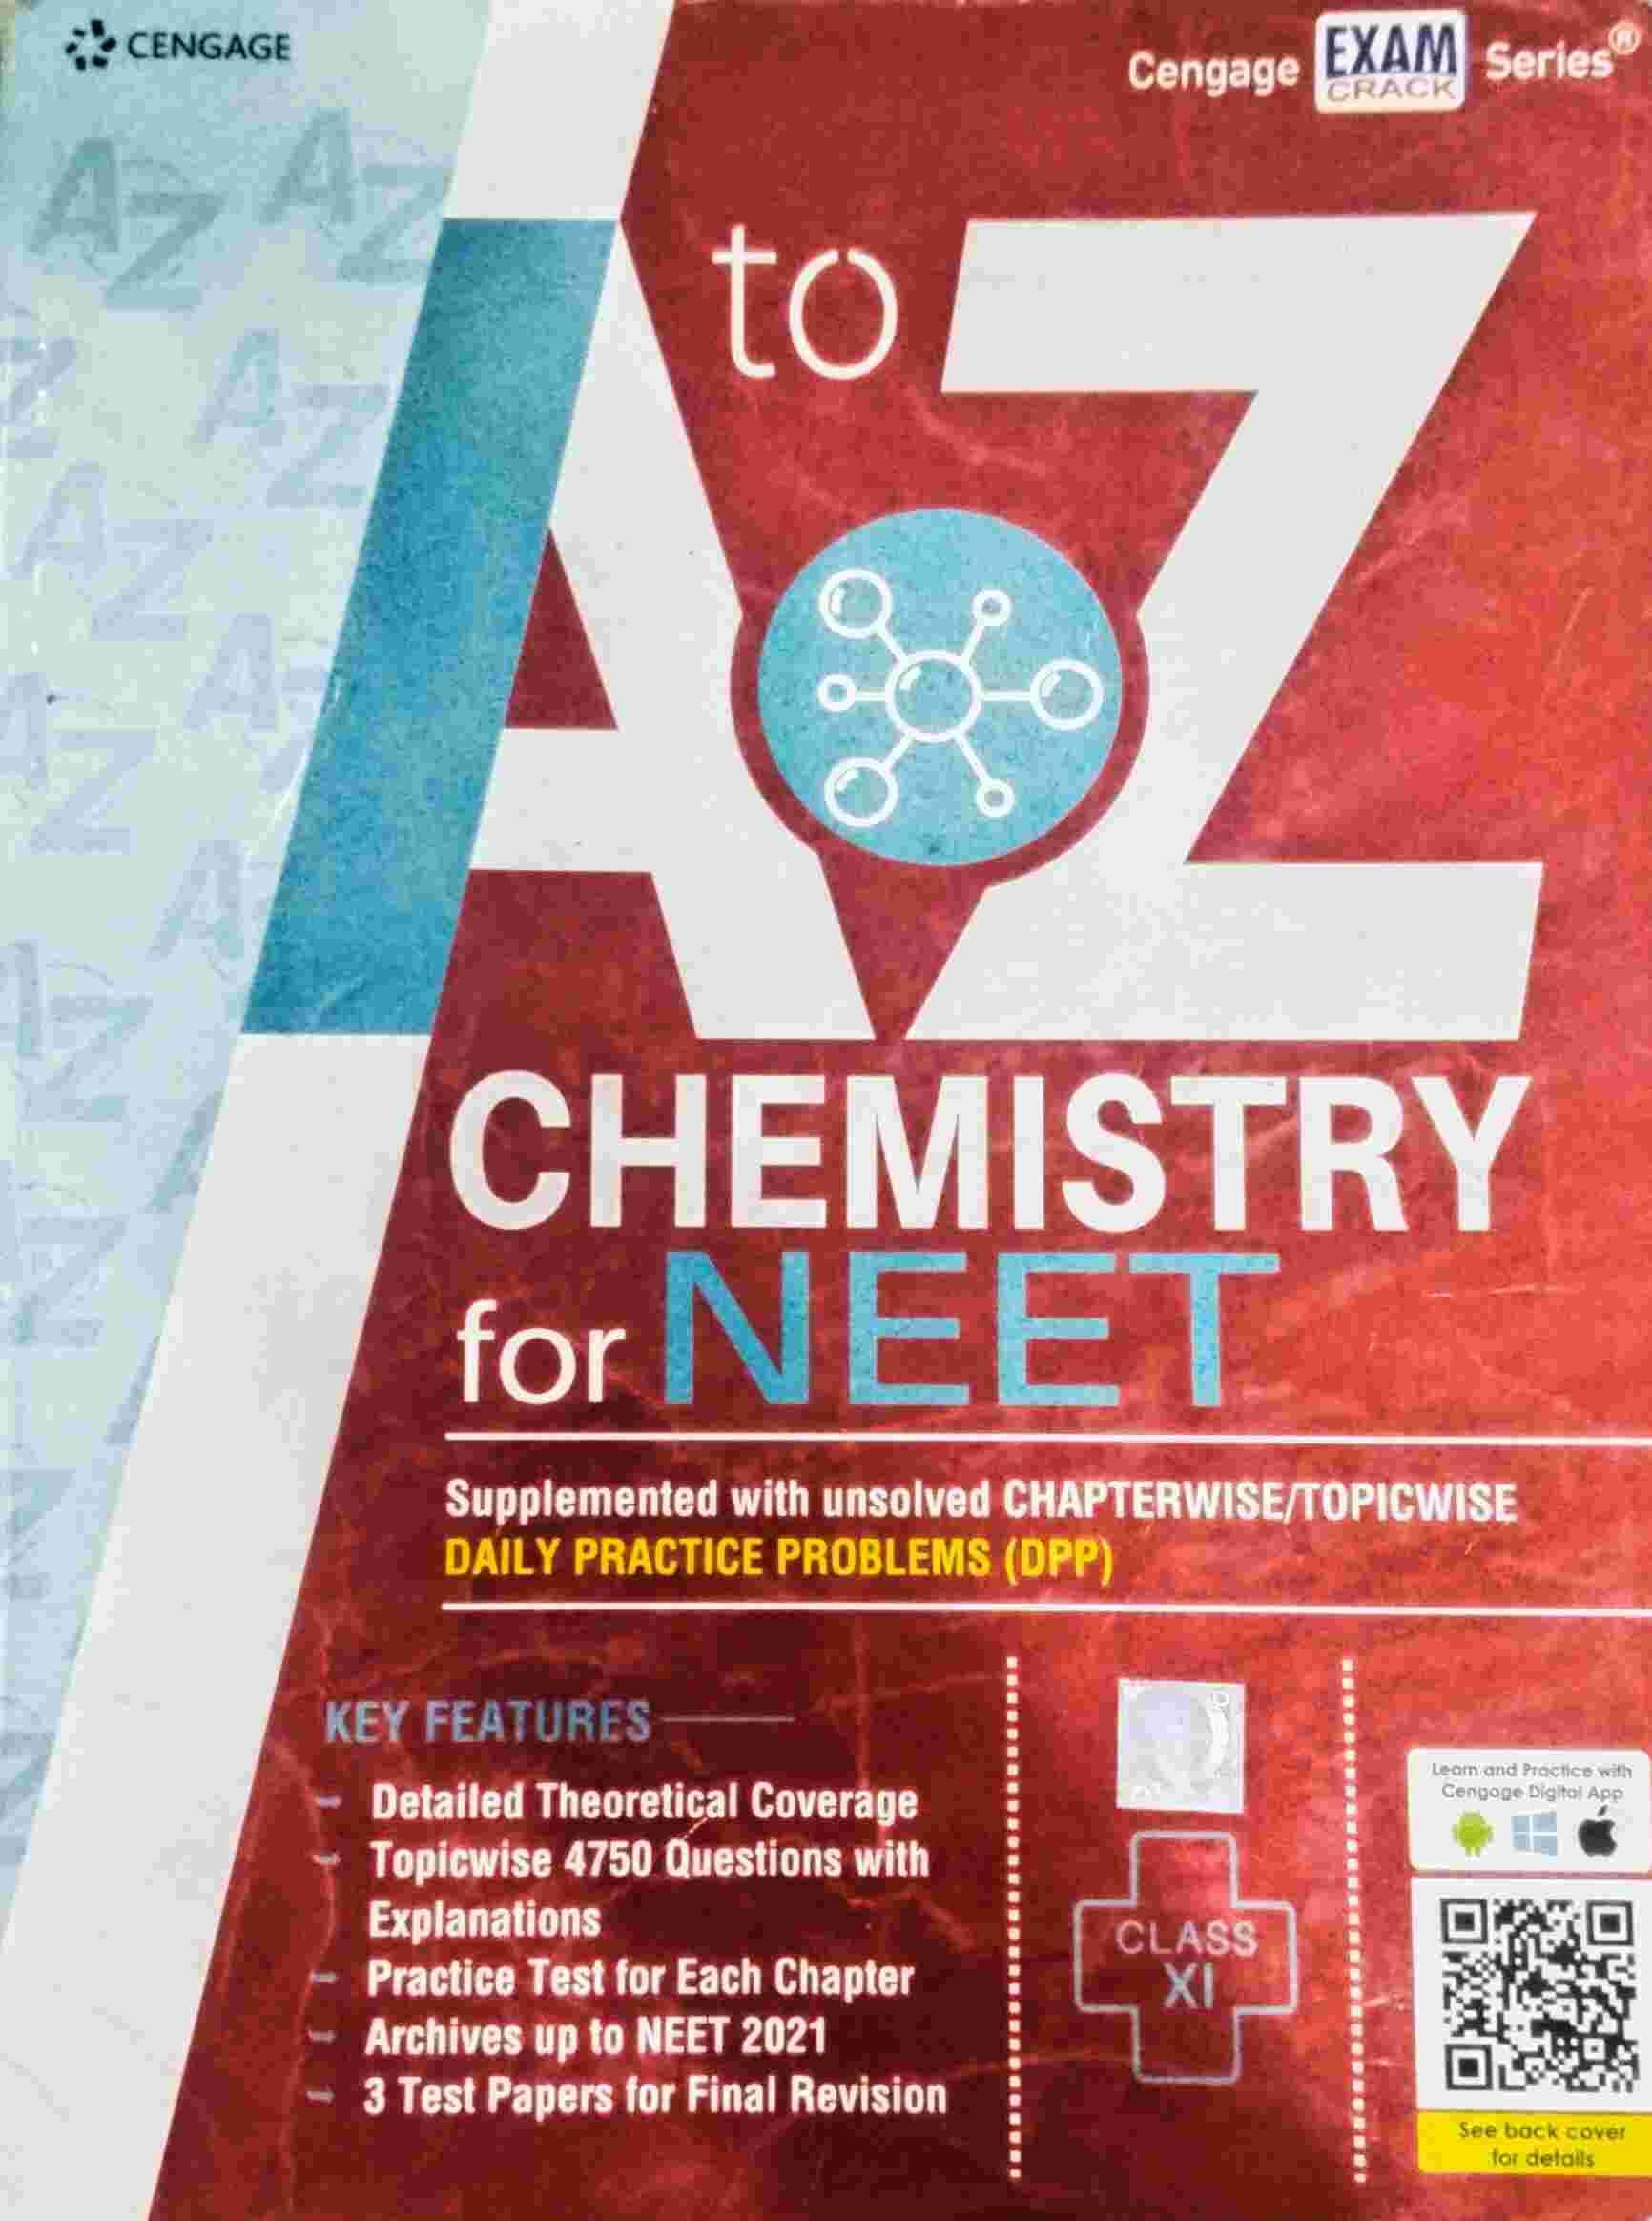 CENGAGE
Cengage EXAM CRACK Series®
A to Z
CHEMISTRY
for NEET
Supplemented with unsolved CHAPTERWISE/TOPICWISE
DAILY PRACTICE PROBLEMS (DPP)
KEY FEATURES
Detailed Theoretical Coverage
Topicwise 4750 Questions with
Explanations
Practice Test for Each Chapter
Archives up to NEET 2021
3 Test Papers for Final Revision
CLASS
XI
Learn and Practice with
Cengage Digital App
See back cover
for details